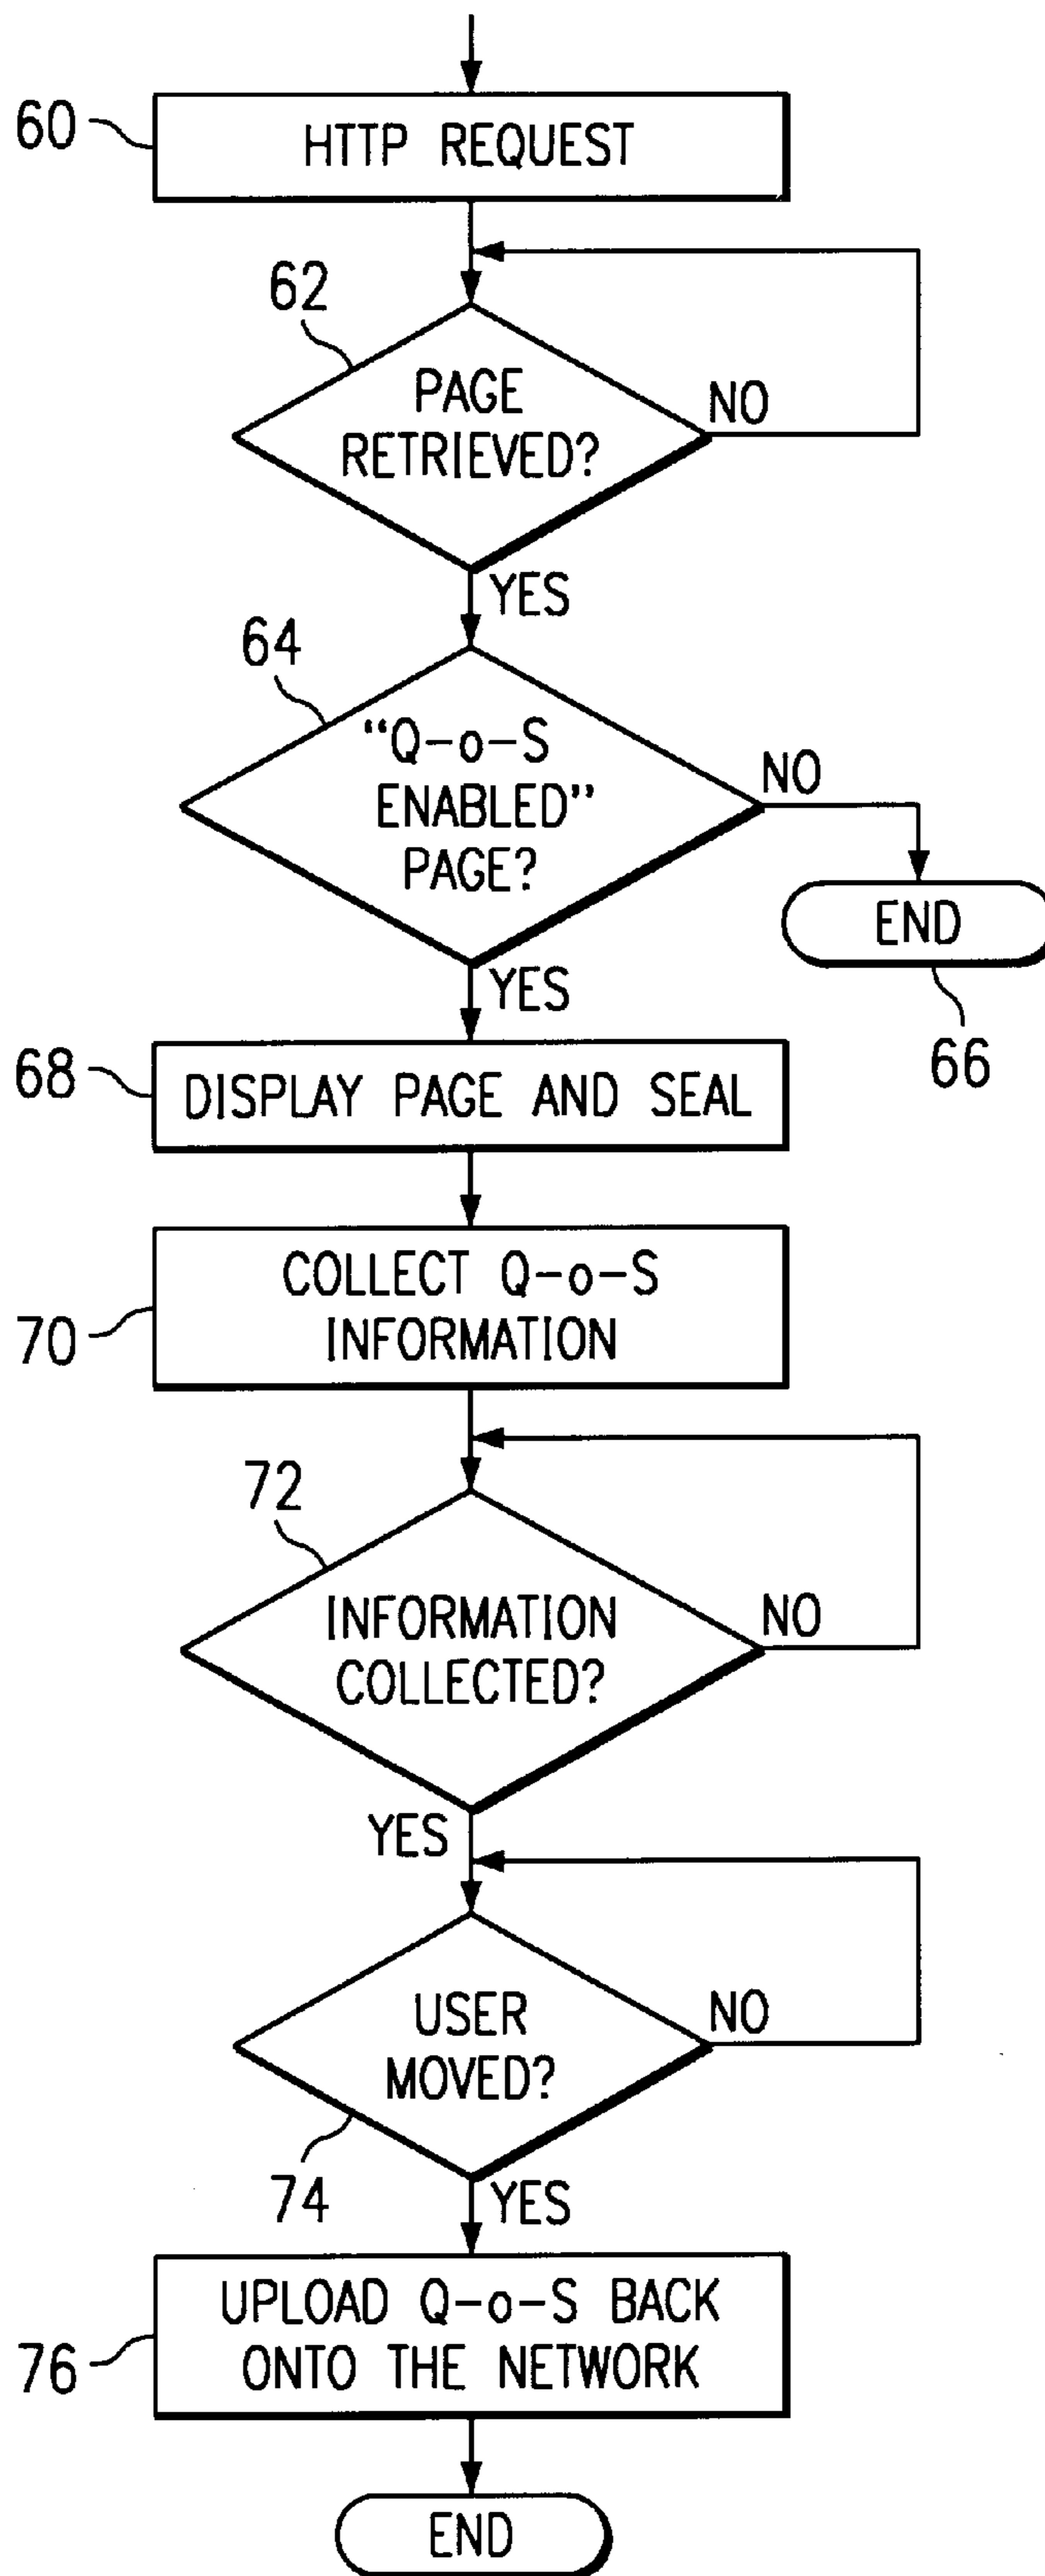 60
HTTP REQUEST
62
PAGE
RETRIEVED?
NO
YES
64
“Q-o-S
ENABLED”
PAGE?
NO
END
66
YES
68
DISPLAY PAGE AND SEAL
COLLECT Q-o-S
INFORMATION
70
72
INFORMATION
COLLECTED?
NO
YES
USER
MOVED?
NO
74
YES
UPLOAD Q-o-S BACK
ONTO THE NETWORK
76
END